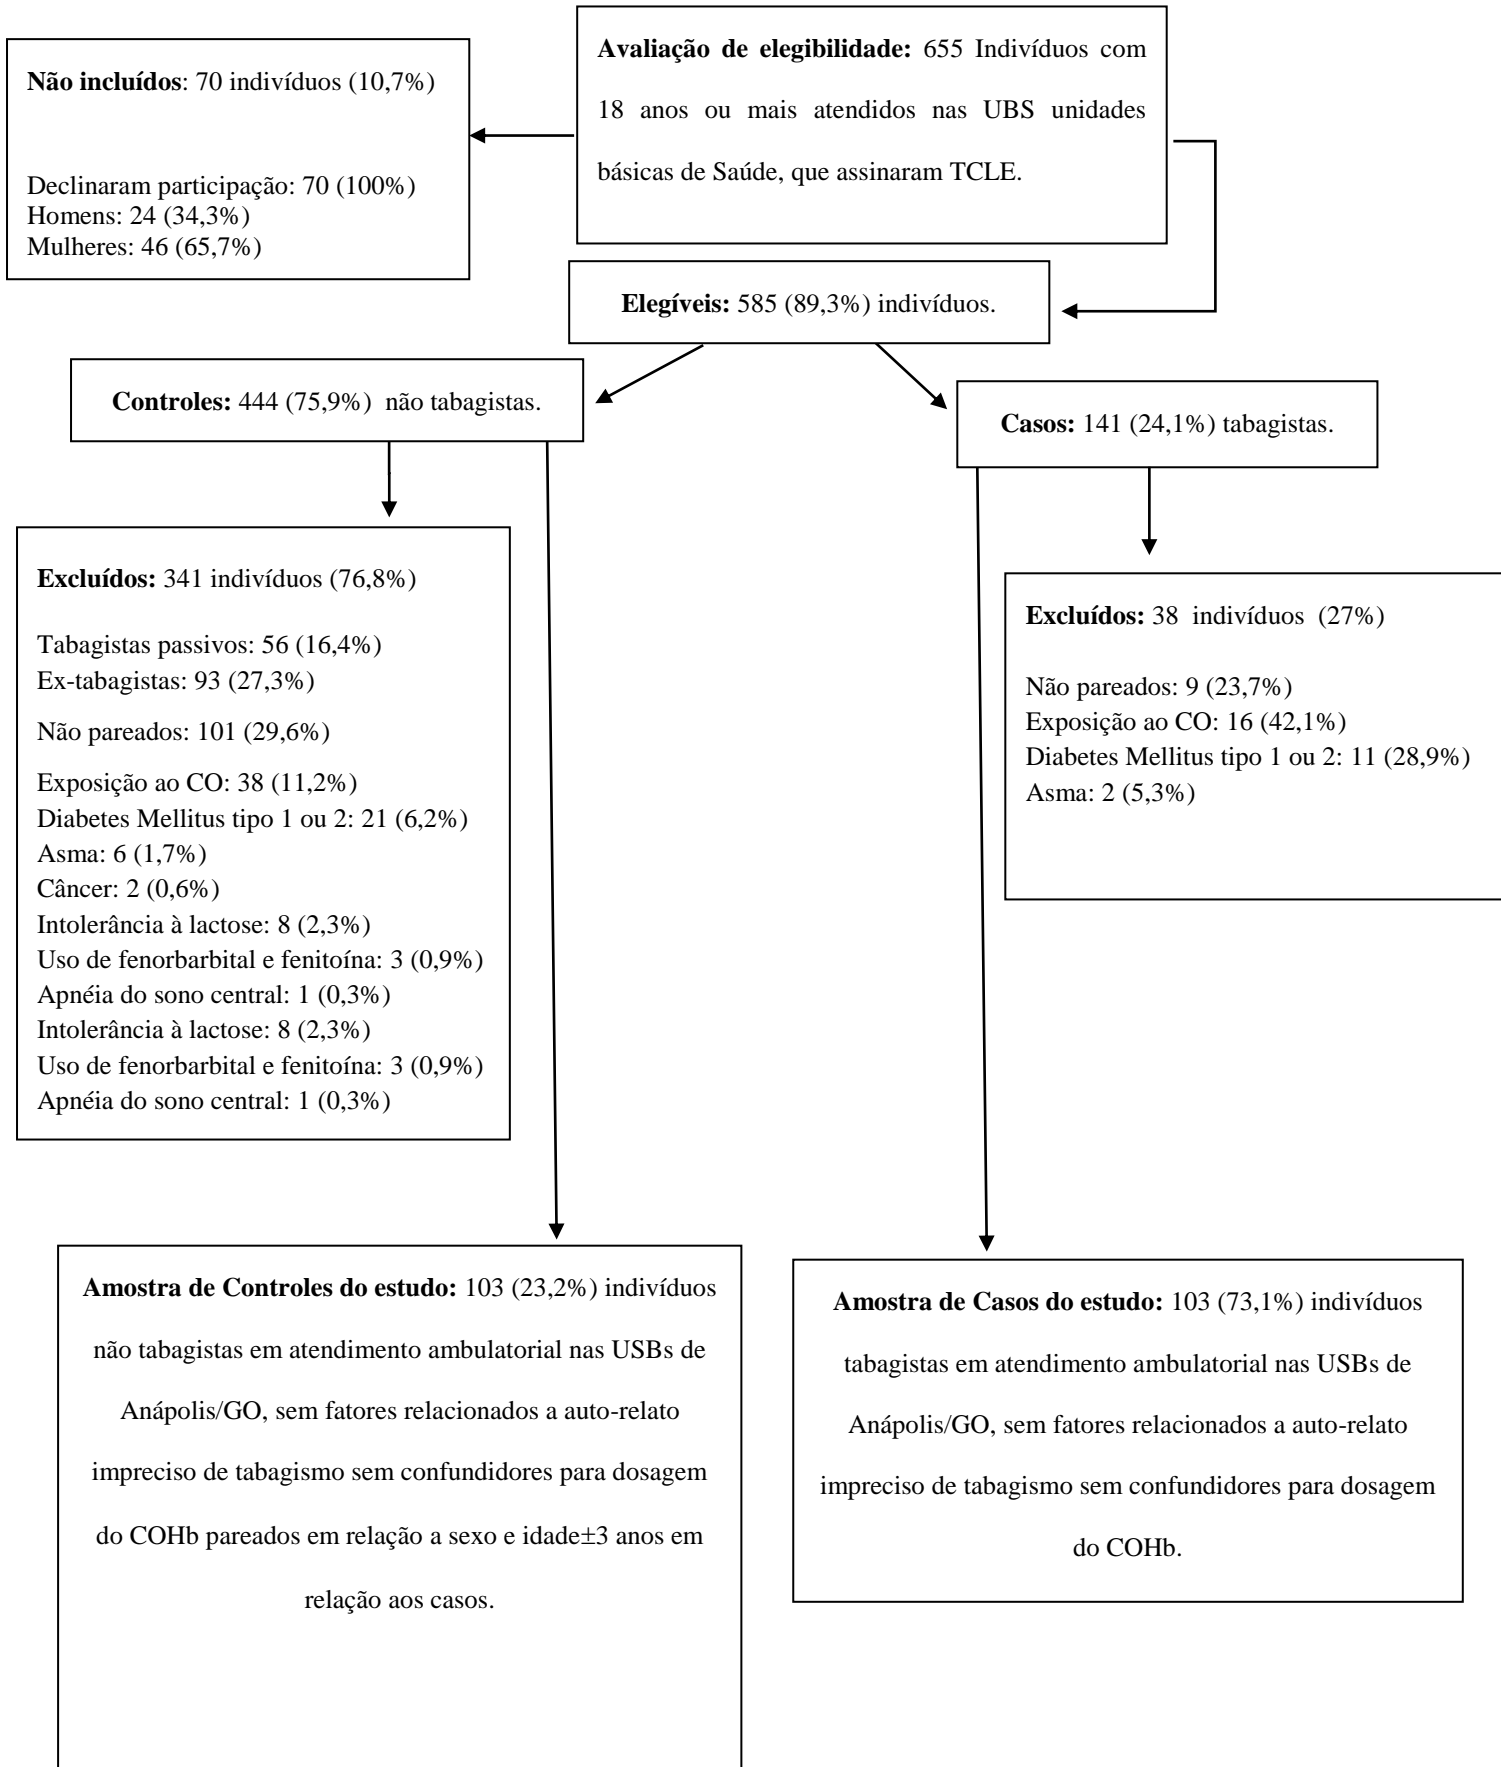 Avaliação de elegibilidade: 655 Indivíduos com
18 anos ou mais atendidos nas UBS unidades
básicas de Saúde, que assinaram TCLE.
Não incluídos: 70 indivíduos (10,7%)
Declinaram participação: 70 (100%)
Homens: 24 (34,3%)
Mulheres: 46 (65,7%)
Elegíveis: 585 (89,3%) indivíduos.
Controles: 444 (75,9%) não tabagistas.
Casos: 141 (24,1%) tabagistas.
Excluídos: 341 indivíduos (76,8%)
Tabagistas passivos: 56 (16,4%)
Ex-tabagistas: 93 (27,3%)
Não pareados: 101 (29,6%)
Exposição ao CO: 38 (11,2%)
Diabetes Mellitus tipo 1 ou 2: 21 (6,2%)
Asma: 6 (1,7%)
Câncer: 2 (0,6%)
Intolerância à lactose: 8 (2,3%)
Uso de fenorbarbital e fenitoína: 3 (0,9%)
Apnéia do sono central: 1 (0,3%)
Intolerância à lactose: 8 (2,3%)
Uso de fenorbarbital e fenitoína: 3 (0,9%)
Apnéia do sono central: 1 (0,3%)
Excluídos: 38 indivíduos (27%)
Não pareados: 9 (23,7%)
Exposição ao CO: 16 (42,1%)
Diabetes Mellitus tipo 1 ou 2: 11 (28,9%)
Asma: 2 (5,3%)
Amostra de Controles do estudo: 103 (23,2%) indivíduos
não tabagistas em atendimento ambulatorial nas USBs de
Anápolis/GO, sem fatores relacionados a auto-relato
impreciso de tabagismo sem confundidores para dosagem
do COHb pareados em relação a sexo e idade±3 anos em
relação aos casos.
Amostra de Casos do estudo: 103 (73,1%) indivíduos
tabagistas em atendimento ambulatorial nas USBs de
Anápolis/GO, sem fatores relacionados a auto-relato
impreciso de tabagismo sem confundidores para dosagem
do COHb.